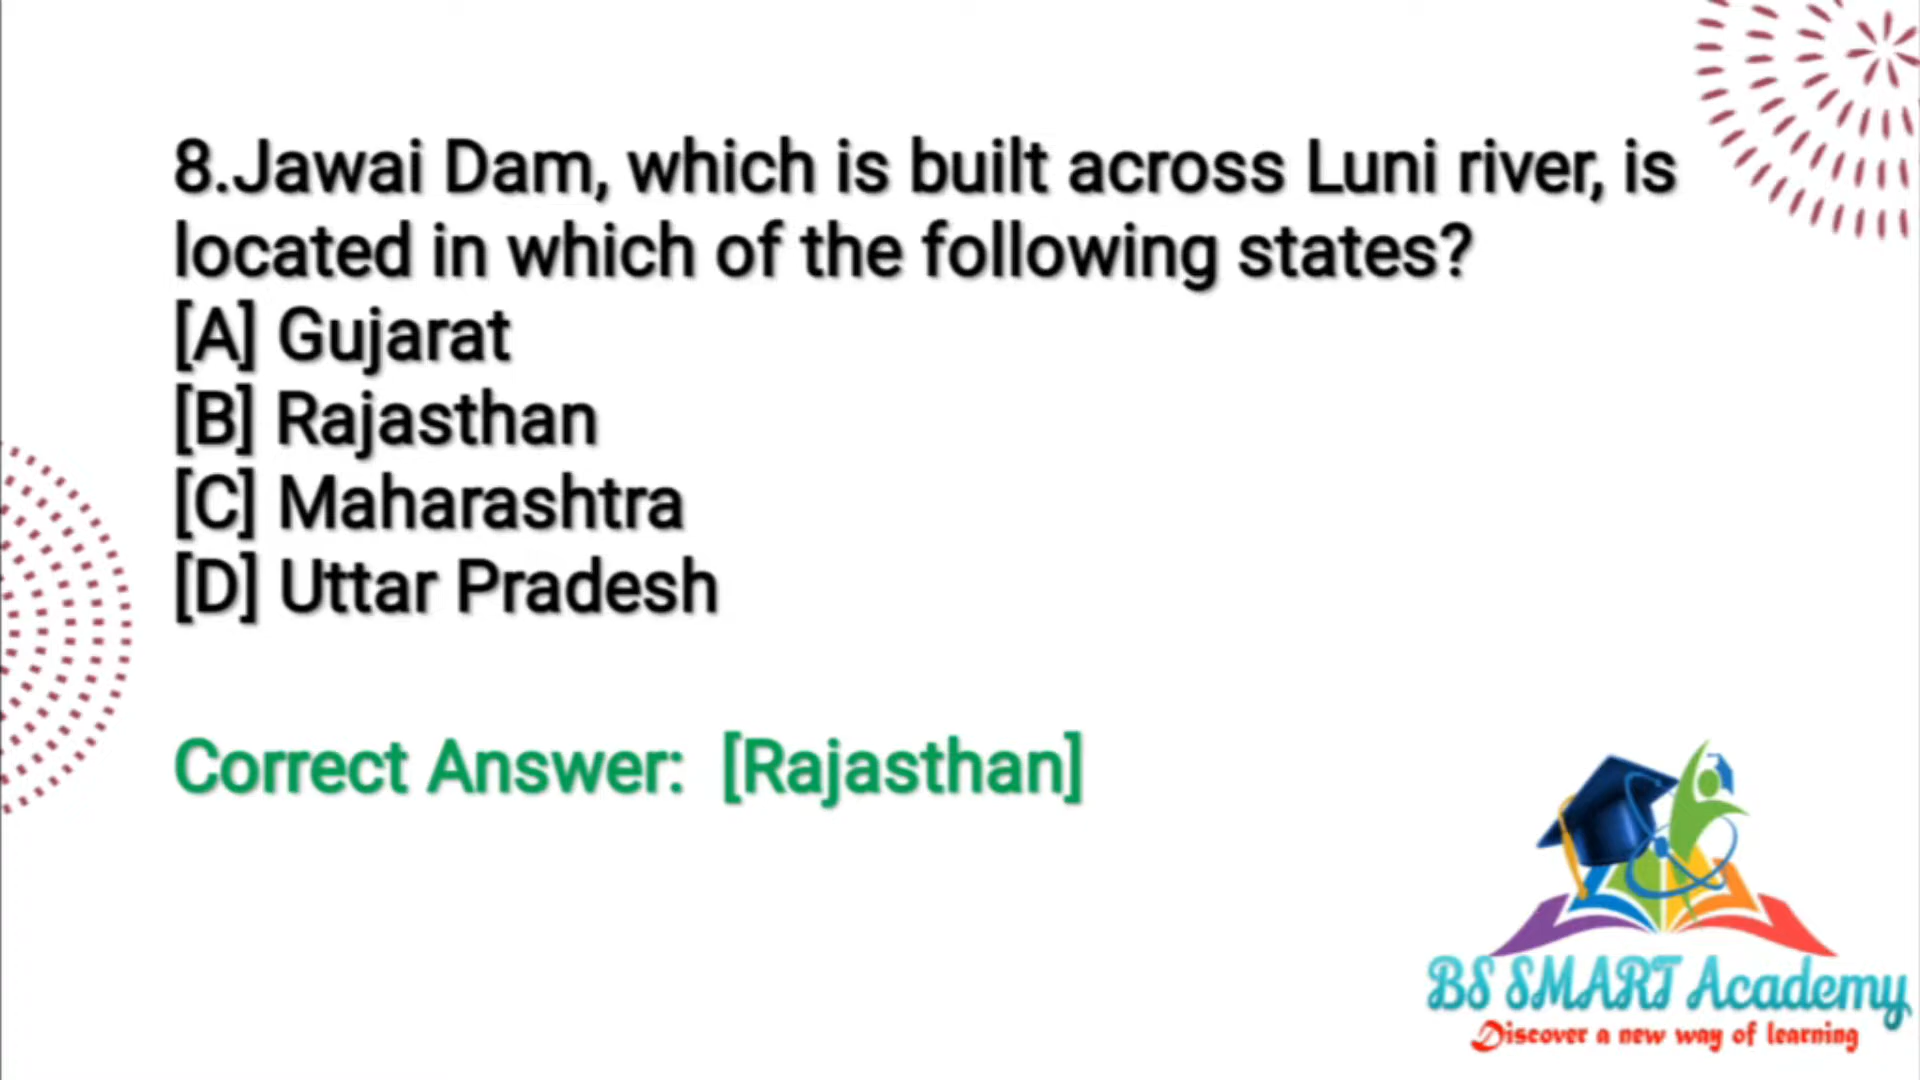 8.Jawai Dam, which is built across Luni river, is
located in which of the following states?
[A] Gujarat
[B] Rajasthan
[C] Maharashtra
[D] Uttar Pradesh
Correct Answer: [Rajasthan]
BS SMART Academy
Discover a new way of learning